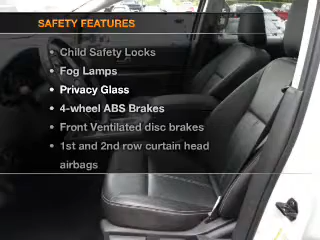 SAFETY FEATURES
• Child Safety Locks
• Fog Lamps
• Privacy Glass
• 4-wheel ABS Brakes
• Front Ventilated disc brakes
• 1st and 2nd row curtain head
airbags